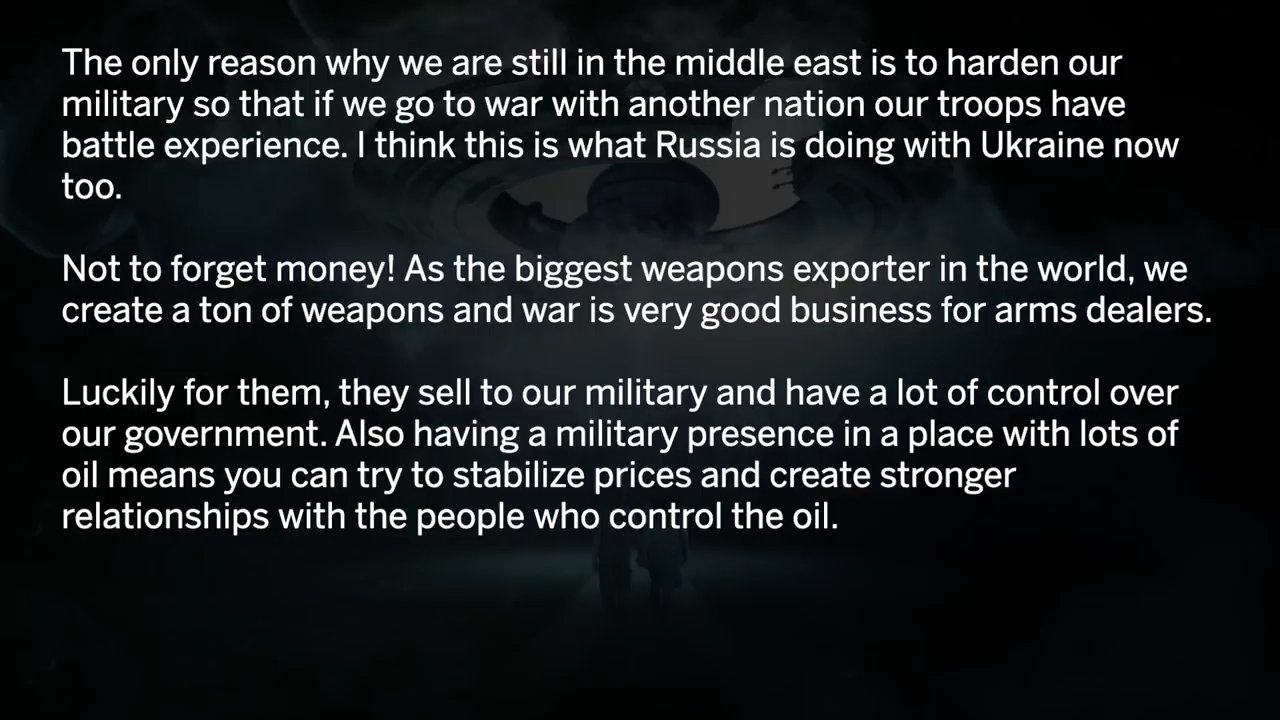 The only reason why we are still in the middle east is to harden our
military so that if we go to war with another nation our troops have
battle experience. I think this is what Russia is doing with Ukraine now
too.
Not to forget money! As the biggest weapons exporter in the world, we
create a ton of weapons and war is very good business for arms dealers.
Luckily for them, they sell to our military and have a lot of control over
our government. Also having a military presence in a place with lots of
oil means you can try to stabilize prices and create stronger
relationships with the people who control the oil.